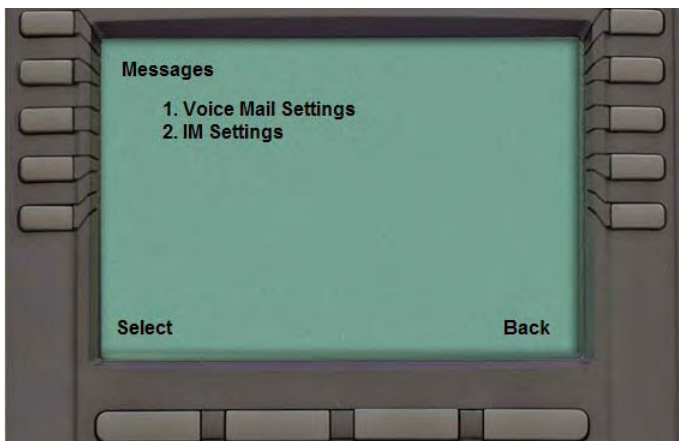 Messages
1. Voice Mail Settings
2. IM Settings
Select Back